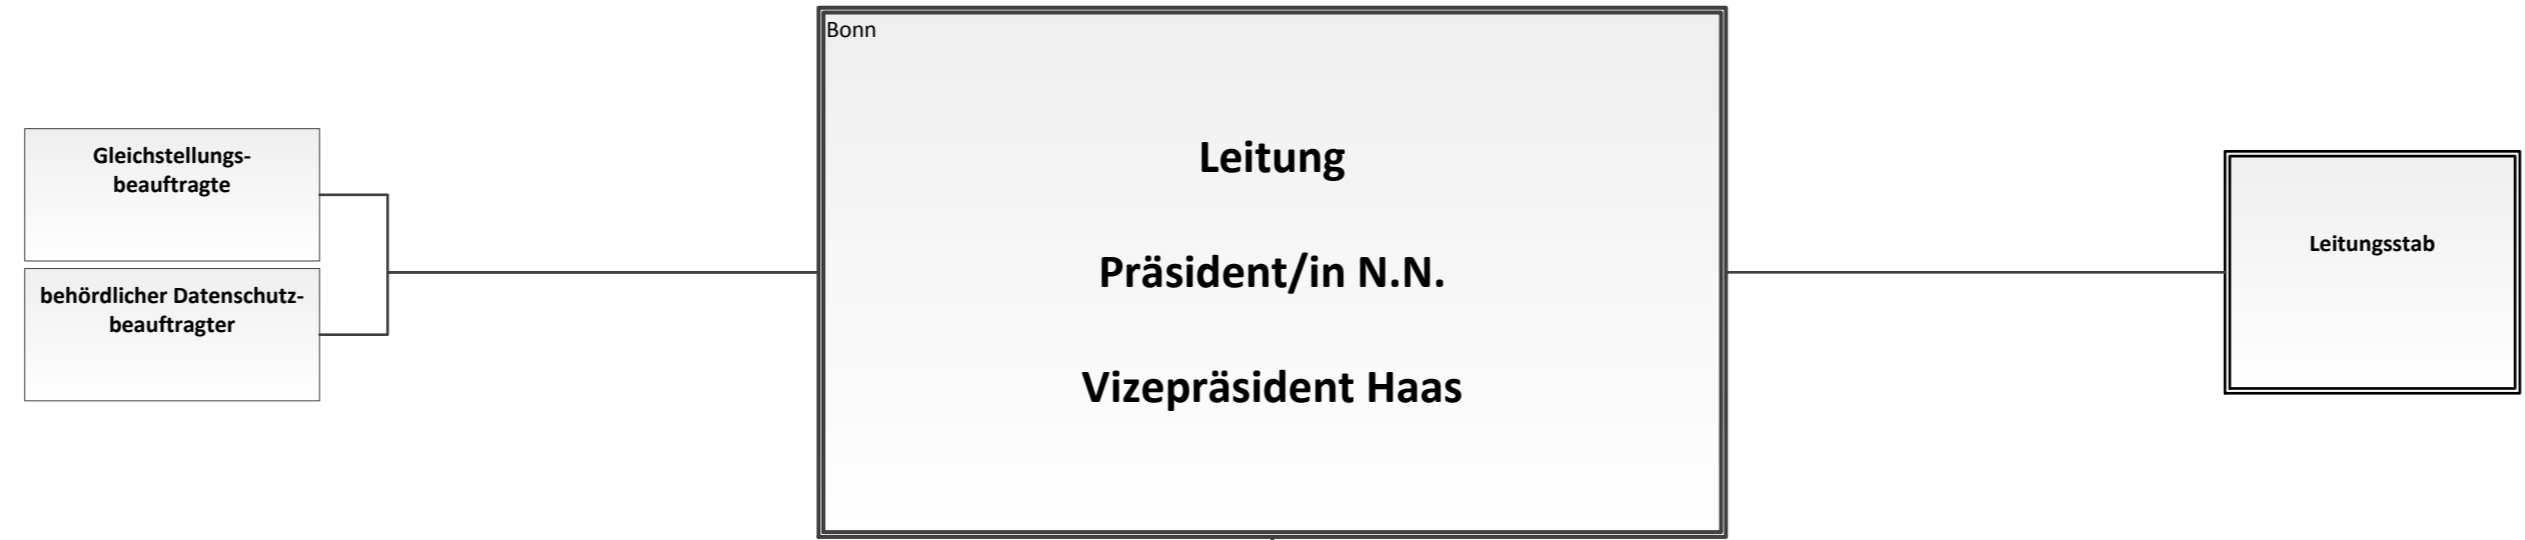 Bonn
Gleichstellungs-
beauftragte
behördlicher Datenschutz-
beauftragter
Leitung
Präsident/in N.N.
Vizepräsident Haas
Leitungsstab